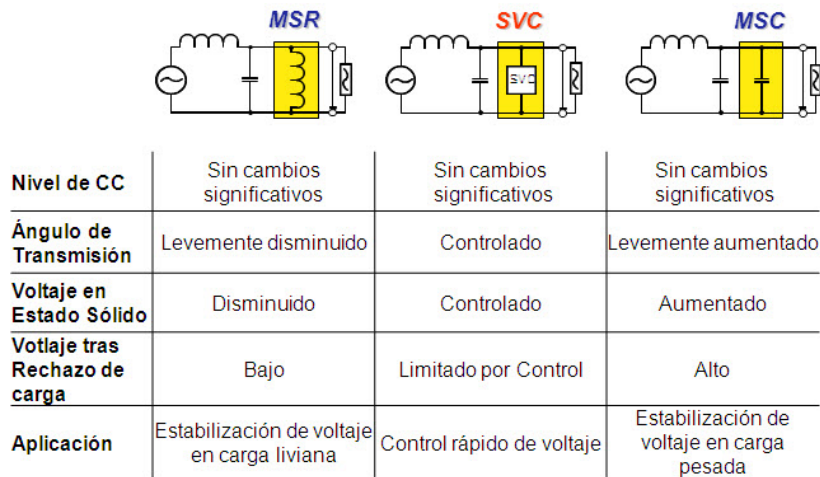 MSR
SVC
MSC
SVC
Nivel de CC
Sin cambios
significativos
Sin cambios
significativos
Sin cambios
significativos
Ángulo de
Transmisión
Levemente disminuido
Controlado
Levemente aumentado
Voltaje en
Estado Sólido
Disminuido
Controlado
Aumentado
Votlaje tras
Rechazo de
carga
Bajo
Limitado por Control
Alto
Aplicación
Estabilización de voltaje
en carga liviana
Control rápido de voltaje
Estabilización de
voltaje en carga
pesada